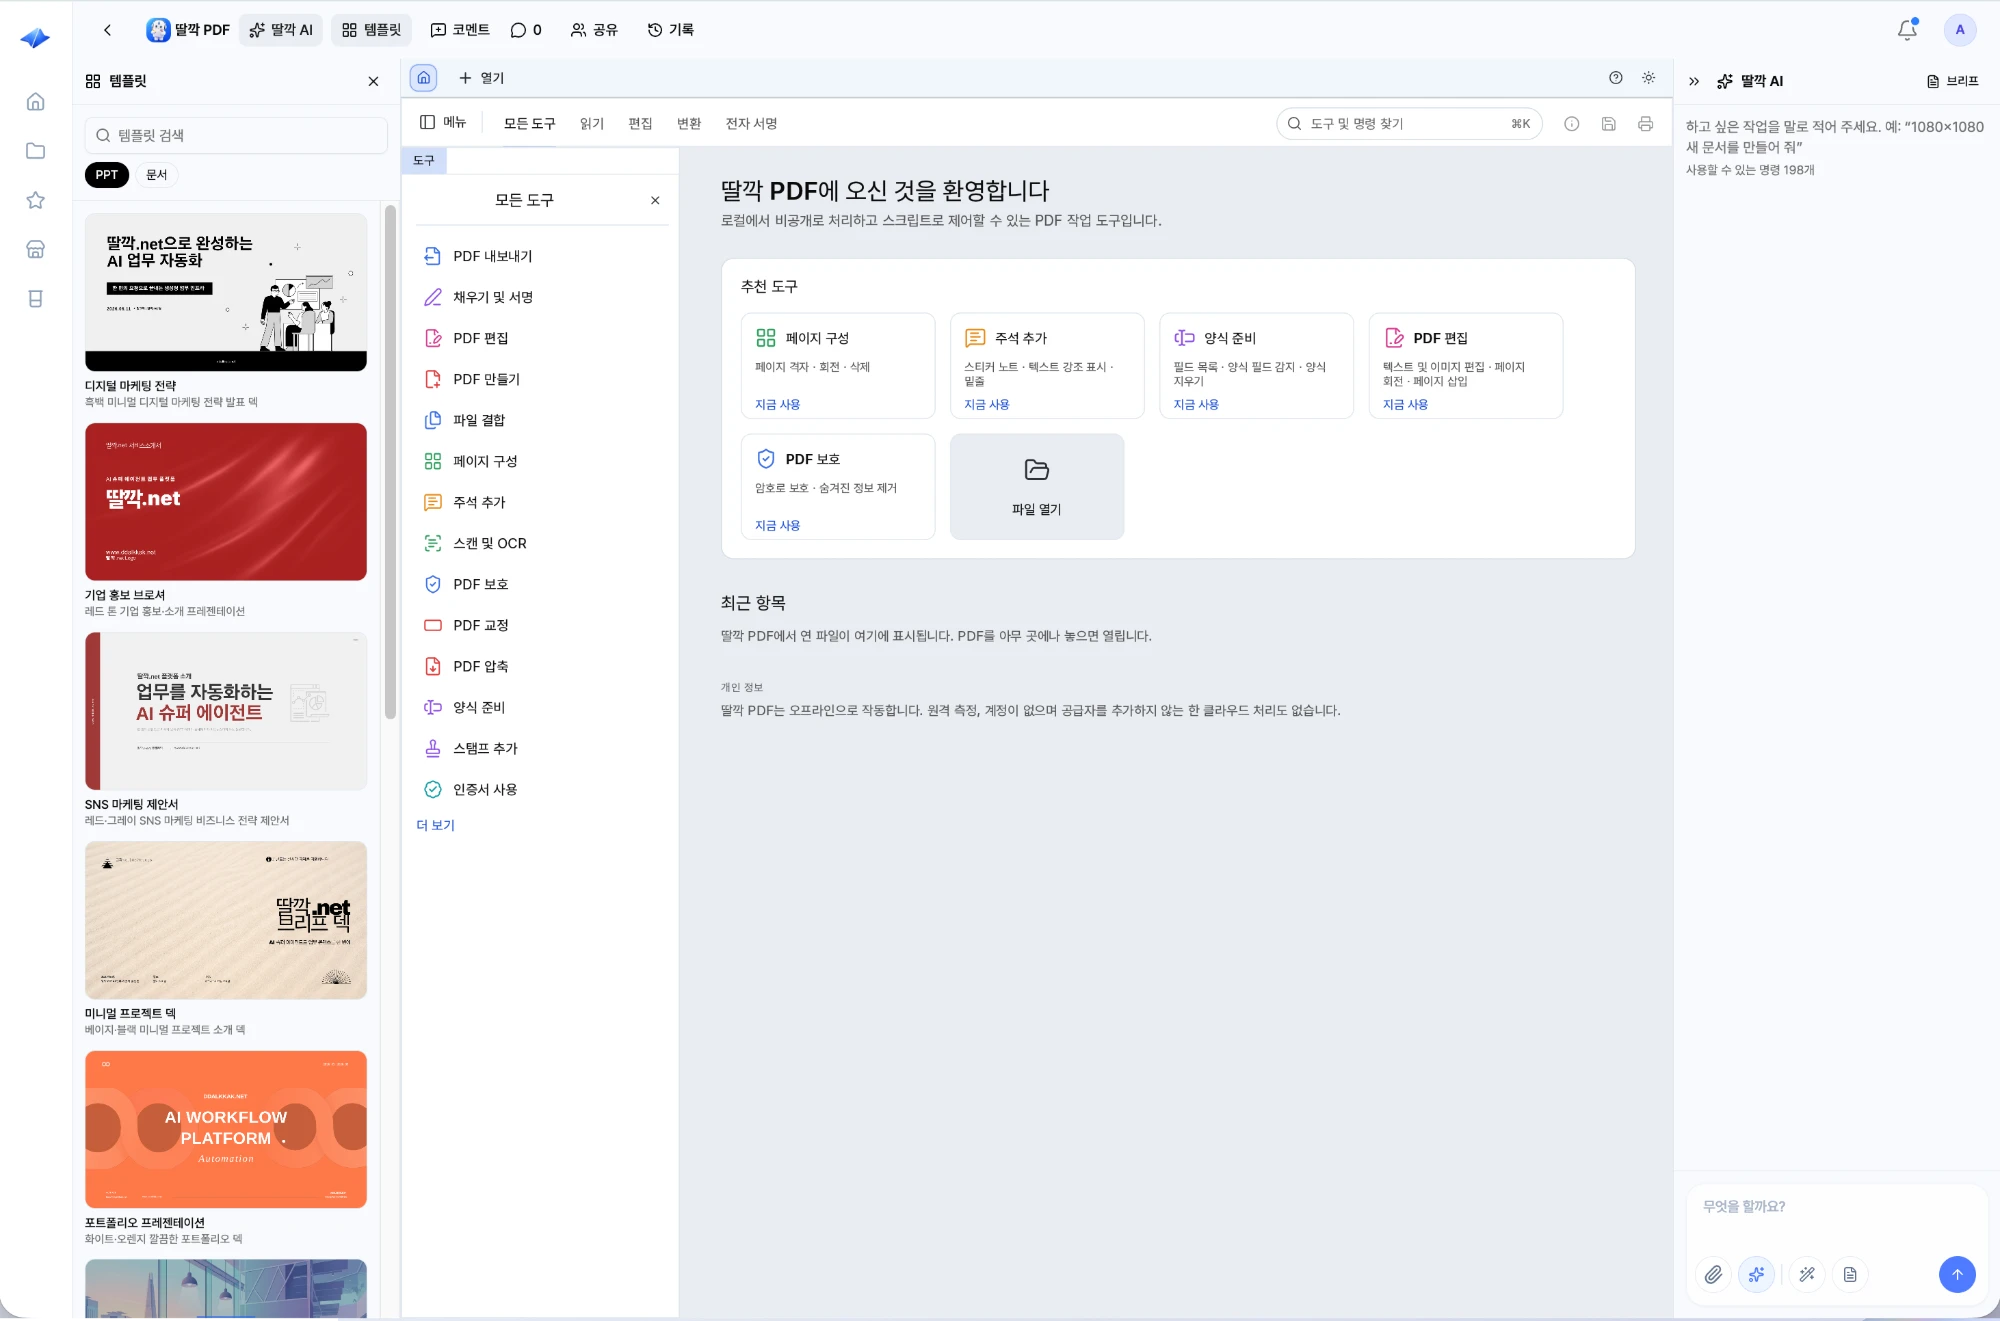 딸깍 PDF
딸깍 AI
템플릿
코멘트
0
공유
기록
A
템플릿
템플릿 검색
PPT
문서
딸깍.net으로 완성하는
AI 업무 자동화
디지털 마케팅 전략
흑백 미니멀 디지털 마케팅 전략 발표 덱
딸깍.net 서비스소개서
딸깍.net
www.ddalkkak.net
기업 홍보 브로셔
레드 톤 기업 홍보·소개 프레젠테이션
딸깍.net 플랫폼 소개
업무를 자동화하는
AI 슈퍼 에이전트
SNS 마케팅 제안서
레드·그레이 SNS 마케팅 비즈니스 전략 제안서
딸깍.net
브리프 덱
미니멀 프로젝트 덱
베이지·블랙 미니멀 프로젝트 소개 덱
DDALKKAK.NET
AI WORKFLOW
PLATFORM .
Automation
포트폴리오 프레젠테이션
화이트·오렌지 깔끔한 포트폴리오 덱
열기
메뉴
모든 도구
읽기
편집
변환
전자 서명
도구 및 명령 찾기
⌘K
도구
모든 도구
PDF 내보내기
채우기 및 서명
PDF 편집
PDF 만들기
파일 결합
페이지 구성
주석 추가
스캔 및 OCR
PDF 보호
PDF 교정
PDF 압축
양식 준비
스탬프 추가
인증서 사용
더 보기
딸깍 PDF에 오신 것을 환영합니다
로컬에서 비공개로 처리하고 스크립트로 제어할 수 있는 PDF 작업 도구입니다.
추천 도구
페이지 구성
페이지 격자 · 회전 · 삭제
지금 사용
주석 추가
스티커 노트 · 텍스트 강조 표시 ·
밑줄
지금 사용
양식 준비
필드 목록 · 양식 필드 감지 · 양식
지우기
지금 사용
PDF 편집
텍스트 및 이미지 편집 · 페이지
회전 · 페이지 삽입
지금 사용
PDF 보호
암호로 보호 · 숨겨진 정보 제거
지금 사용
파일 열기
최근 항목
딸깍 PDF에서 연 파일이 여기에 표시됩니다. PDF를 아무 곳에나 놓으면 열립니다.
개인 정보
딸깍 PDF는 오프라인으로 작동합니다. 원격 측정, 계정이 없으며 공급자를 추가하지 않는 한 클라우드 처리도 없습니다.
딸깍 AI
브리프
하고 싶은 작업을 말로 적어 주세요. 예: “1080×1080
새 문서를 만들어 줘”
사용할 수 있는 명령 198개
무엇을 할까요?